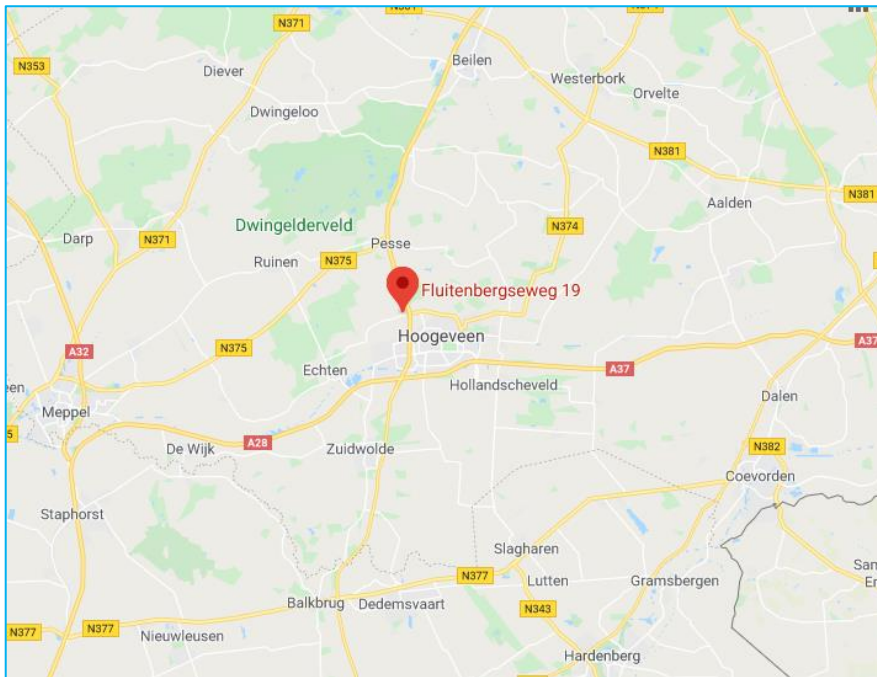 N371
N381
N353
Diever
Beilen
Westerbork
Orvelte
Dwingeloo
N381
Aalden
N381
Dwingelderveld
Darp
N371
Pesse
N374
Ruinen
N375
Fluitenbergseweg 19
Hoogeveen
A32
N375
A37
Echten
A37
Hollandscheveld
Meppel
Dalen
De Wijk
A28
Zuidwolde
N382
Coevorden
Staphorst
Slagharen
N377
Lutten
Gramsbergen
Balkbrug
Dedemsvaart
N343
N377
N377
Nieuwleusen
Hardenberg